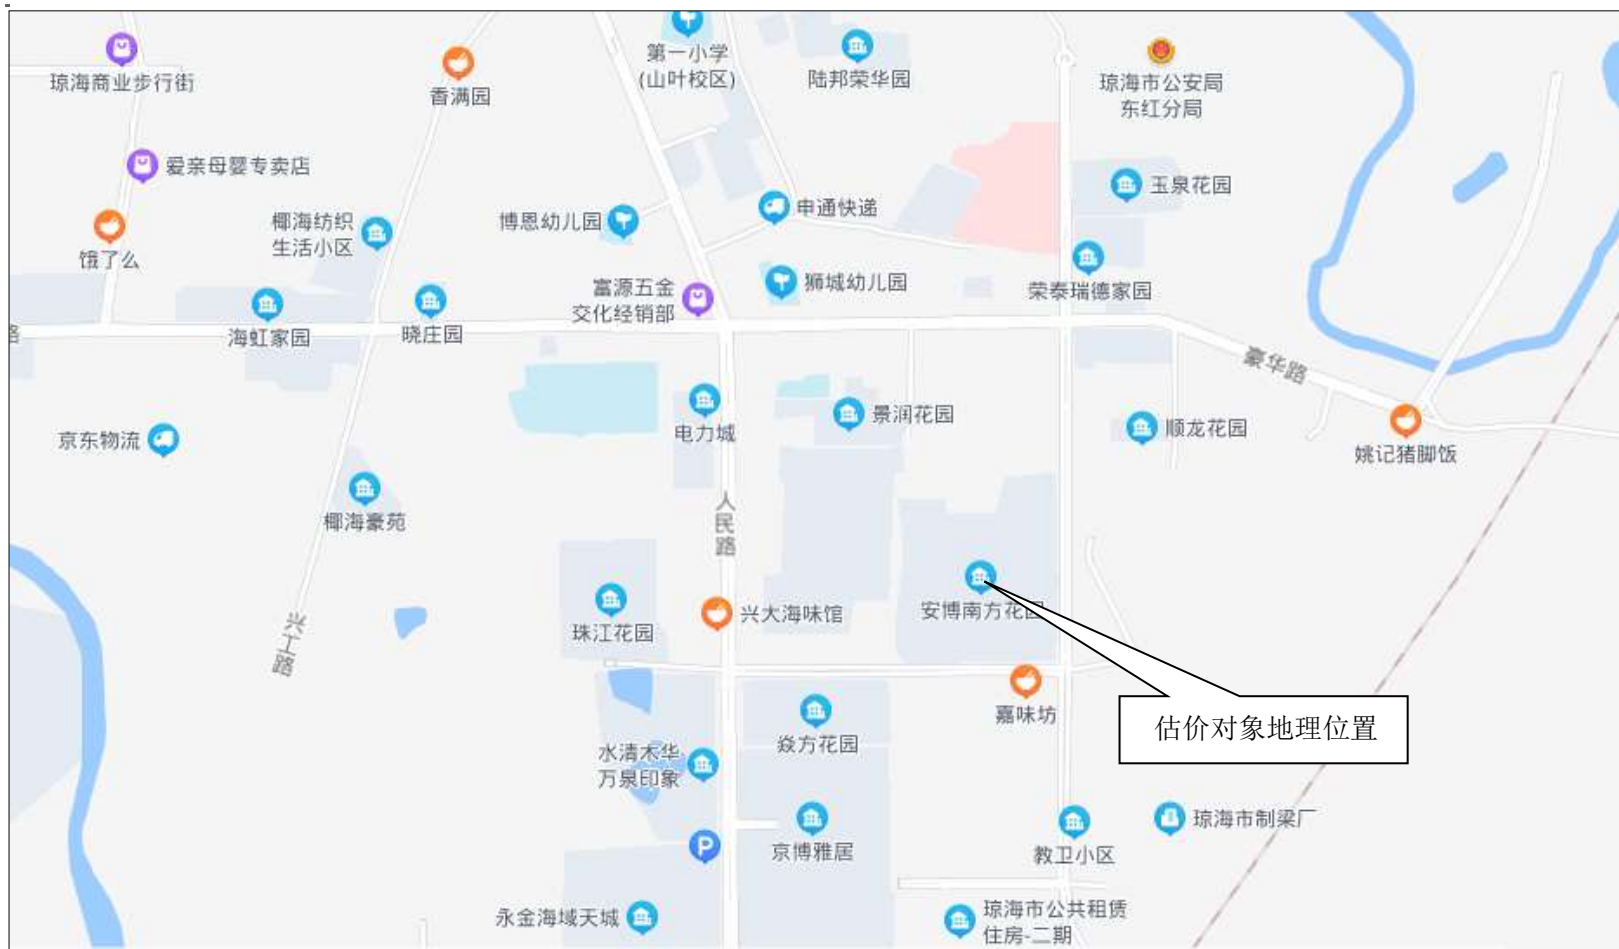 第一小学
(山叶校区)
陆邦荣华园
琼海市公安局
东红分局
琼海商业步行街
香满园
爱亲母婴专卖店
玉泉花园
椰海纺织
生活小区
博恩幼儿园
申通快递
饿了么
富源五金
交化经销部
狮城幼儿园
荣泰瑞德家园
路
海虹家园
晓庄园
豪华路
京东物流
电力城
景润花园
顺龙花园
姚记猪脚饭
椰海豪苑
人民路
兴工路
珠江花园
兴大海味馆
安博南方花园
嘉味坊
估价对象地理位置
水清木华·
万泉印象
焱方花园
P
京博雅居
教卫小区
琼海市制梁厂
永金海域天城
琼海市公共租赁
住房-二期